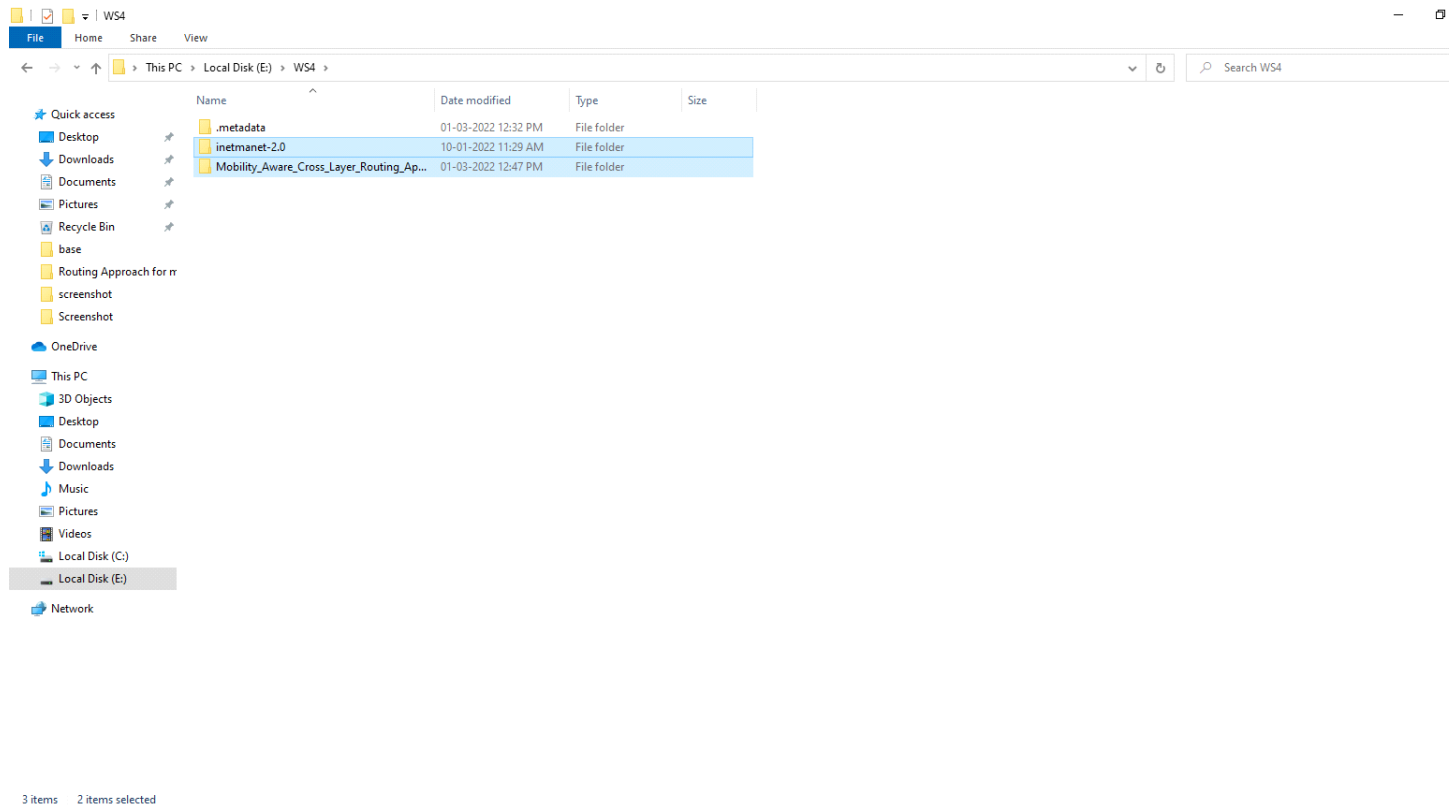 WS4
File Home Share View
This PC > Local Disk (E:) > WS4 >
Search WS4
Name Date modified Type Size
.metadata 01-03-2022 12:32 PM File folder
inetmanet-2.0 10-01-2022 11:29 AM File folder
Mobility_Aware_Cross_Layer_Routing_Ap... 01-03-2022 12:47 PM File folder
Quick access
Desktop
Downloads
Documents
Pictures
Recycle Bin
base
Routing Approach for m
screenshot
Screenshot
OneDrive
This PC
3D Objects
Desktop
Documents
Downloads
Music
Pictures
Videos
Local Disk (C:)
Local Disk (E:)
Network
3 items 2 items selected